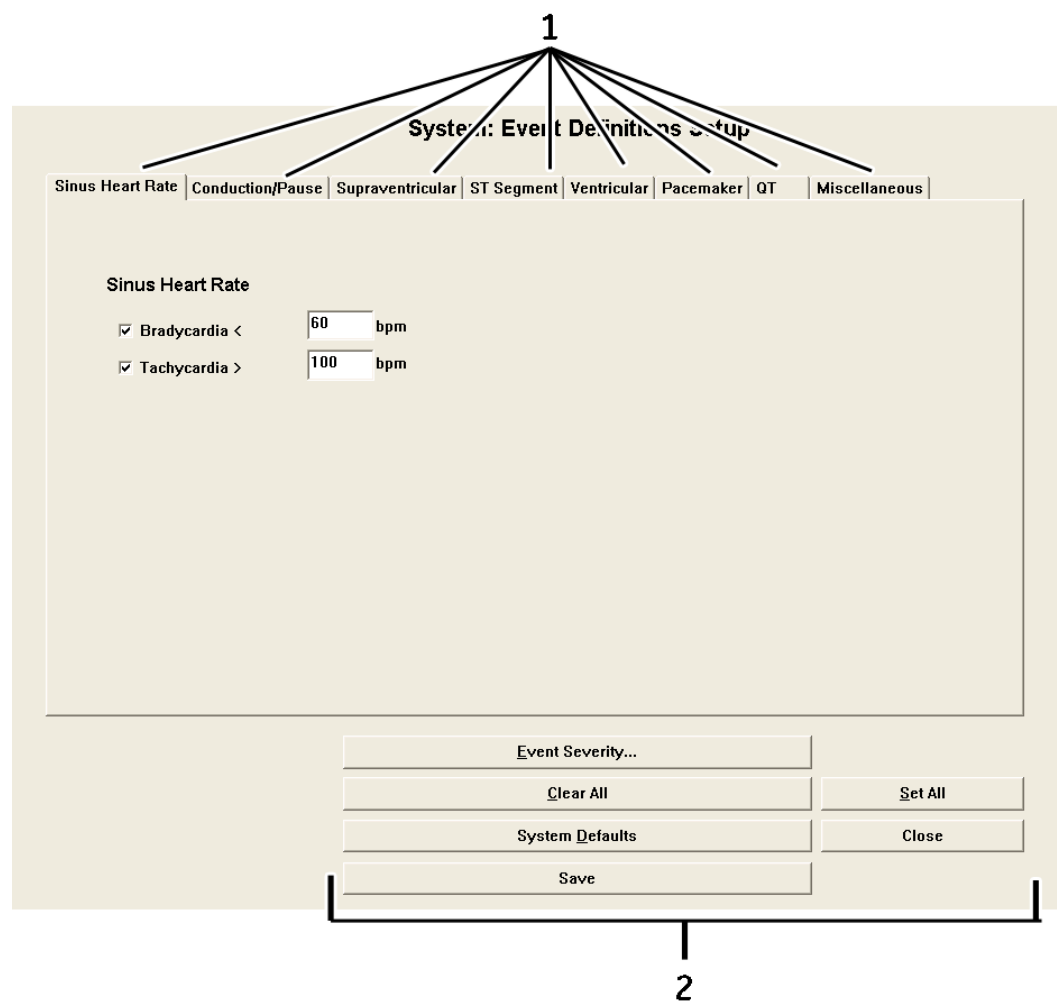 1
System: Event Definitions Setup
Sinus Heart Rate Conduction/Pause Supraventricular ST Segment Ventricular Pacemaker QT Miscellaneous
Sinus Heart Rate
Bradycardia < 60 bpm
Tachycardia > 100 bpm
Event Severity...
Clear All Set All
System Defaults Close
Save
2